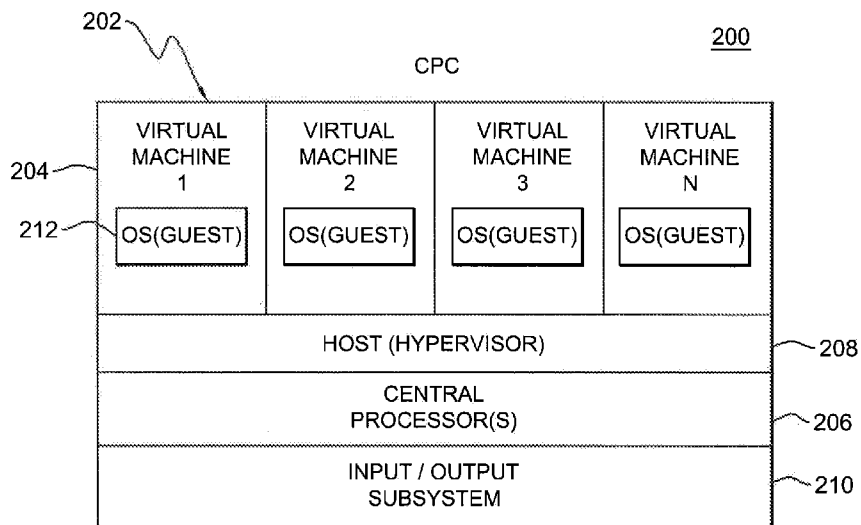 202
200
CPC
VIRTUAL
MACHINE
1
VIRTUAL
MACHINE
2
VIRTUAL
MACHINE
3
VIRTUAL
MACHINE
N
204
212
OS(GUEST)
OS(GUEST)
OS(GUEST)
OS(GUEST)
HOST (HYPERVISOR)
208
CENTRAL
PROCESSOR(S)
206
INPUT / OUTPUT
SUBSYSTEM
210